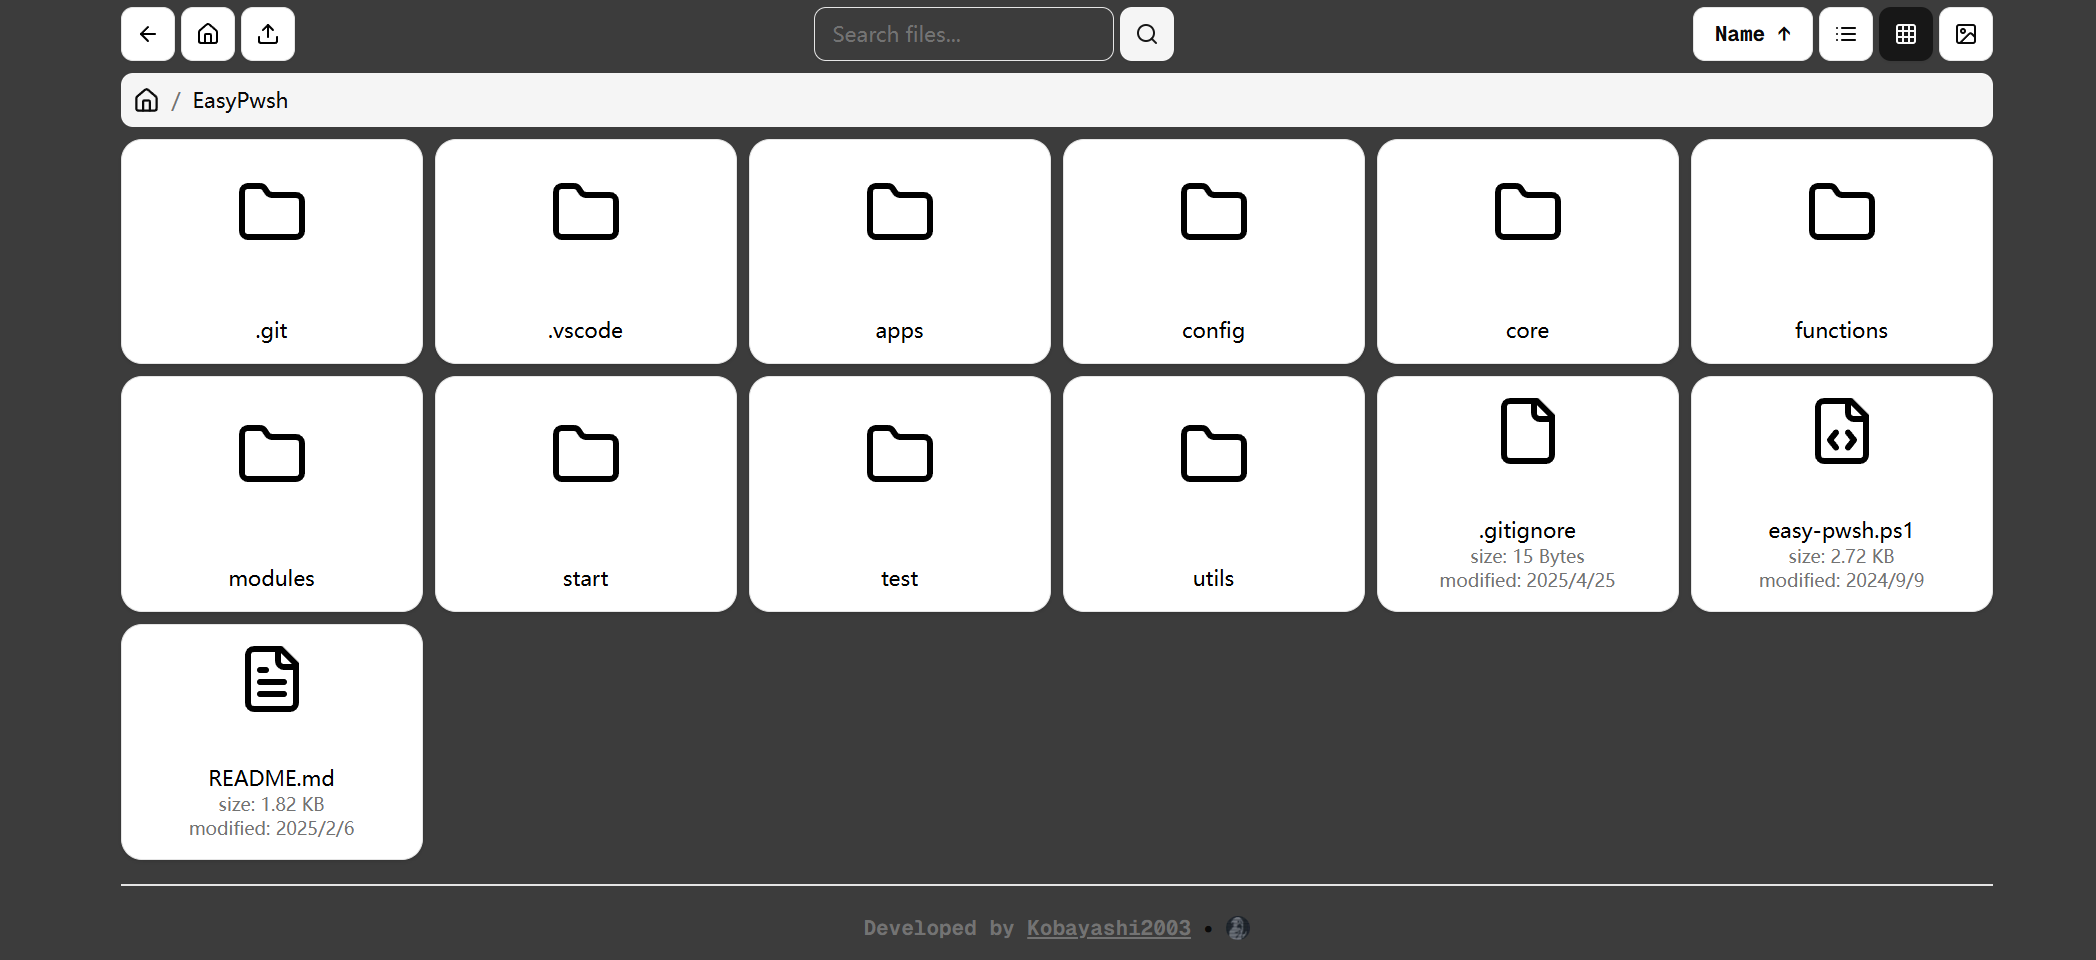 Search files...
Name ↑
/ EasyPwsh
.git
.vscode
apps
config
core
functions
modules
start
test
utils
.gitignore
size: 15 Bytes
modified: 2025/4/25
easy-pwsh.ps1
size: 2.72 KB
modified: 2024/9/9
README.md
size: 1.82 KB
modified: 2025/2/6
Developed by Kobayashi2003 •